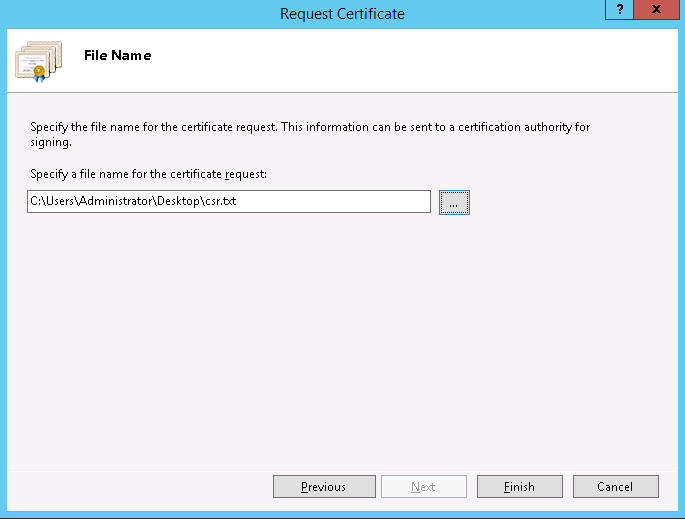 Request Certificate
?
x
File Name
Specify the file name for the certificate request. This information can be sent to a certification authority for
signing.
Specify a file name for the certificate request:
C:\Users\Administrator\Desktop\csr.txt
...
Previous
Next
Finish
Cancel